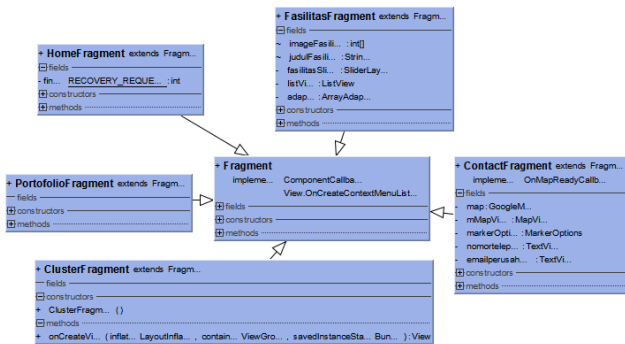 + HomeFragment extends Fragm...
fields
- fin... RECOVERY_REQUE... : int
constructors
methods
+ FasilitasFragment extends Fragm...
fields
~ imageFasili... : int[]
~ judulFasili... : Strin...
- fasilitasSli... : SliderLay...
- listVi... : ListView
- adap... : ArrayAdap...
constructors
methods
+ PortofolioFragment extends Fragm...
fields
constructors
methods
+ Fragment
impleme... ComponentCallba...
View.OnCreateContextMenuList...
fields
constructors
methods
+ ContactFragment extends Fragm...
impleme... OnMapReadyCallb...
fields
- map:GoogleM...
- mMapVi... : MapVi...
- markerOpti... : MarkerOptions
- nomortelep... : TextVi...
- emailperusah... : TextVi...
constructors
methods
+ ClusterFragment extends Fragm...
fields
constructors
+ ClusterFragm... ()
methods
+ onCreateVi... (inflat... LayoutInfla... , contain... ViewGro... , savedInstanceSta... Bun... ) : View